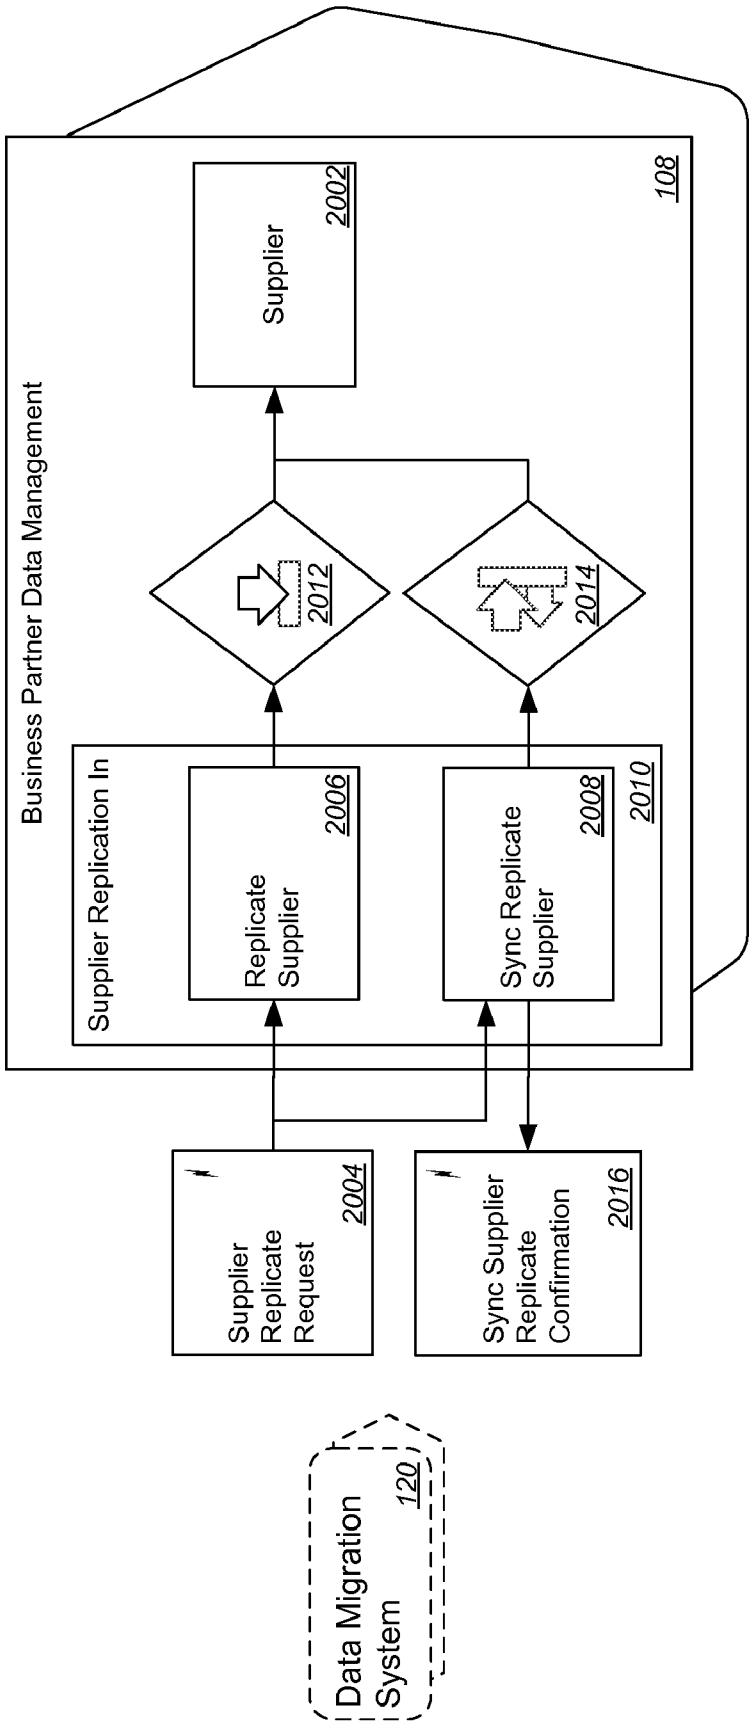 Business Partner Data Management
108
Supplier Replication In
2010
Data Migration
System
120
Supplier
Replicate
Request
2004
Replicate
Supplier
2006
2012
Supplier
2002
Sync Supplier
Replicate
Confirmation
2016
Sync Replicate
Supplier
2008
2014